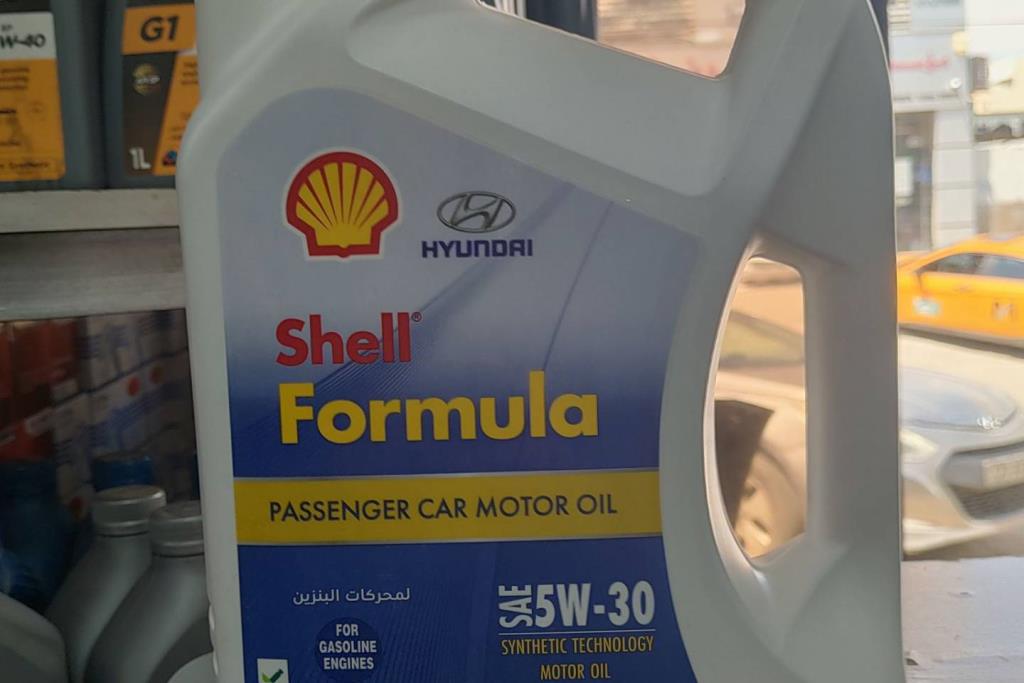 W-40
G1
1L
HYUNDAI
Shell®
Formula
PASSENGER CAR MOTOR OIL
لمحركات البنزين
FOR
GASOLINE
ENGINES
SAE 5W-30
SYNTHETIC TECHNOLOGY
MOTOR OIL